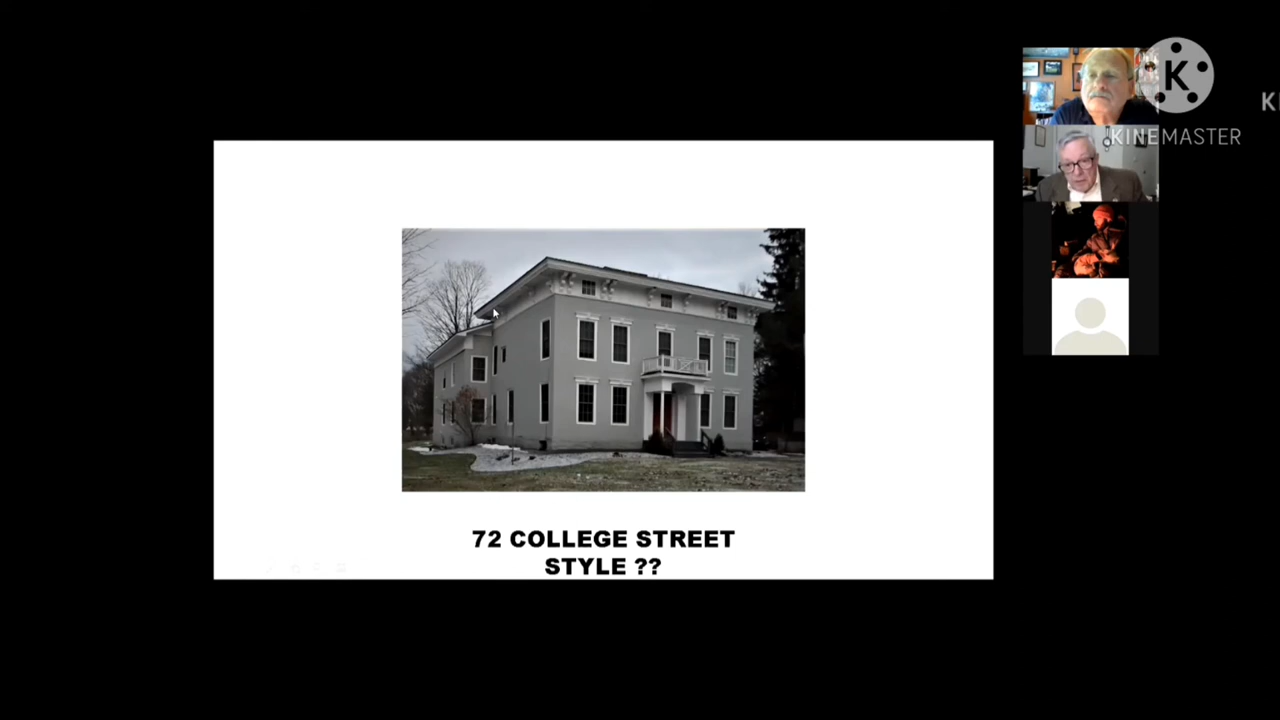 72 COLLEGE STREET
STYLE ??
K
KINEMASTER
K